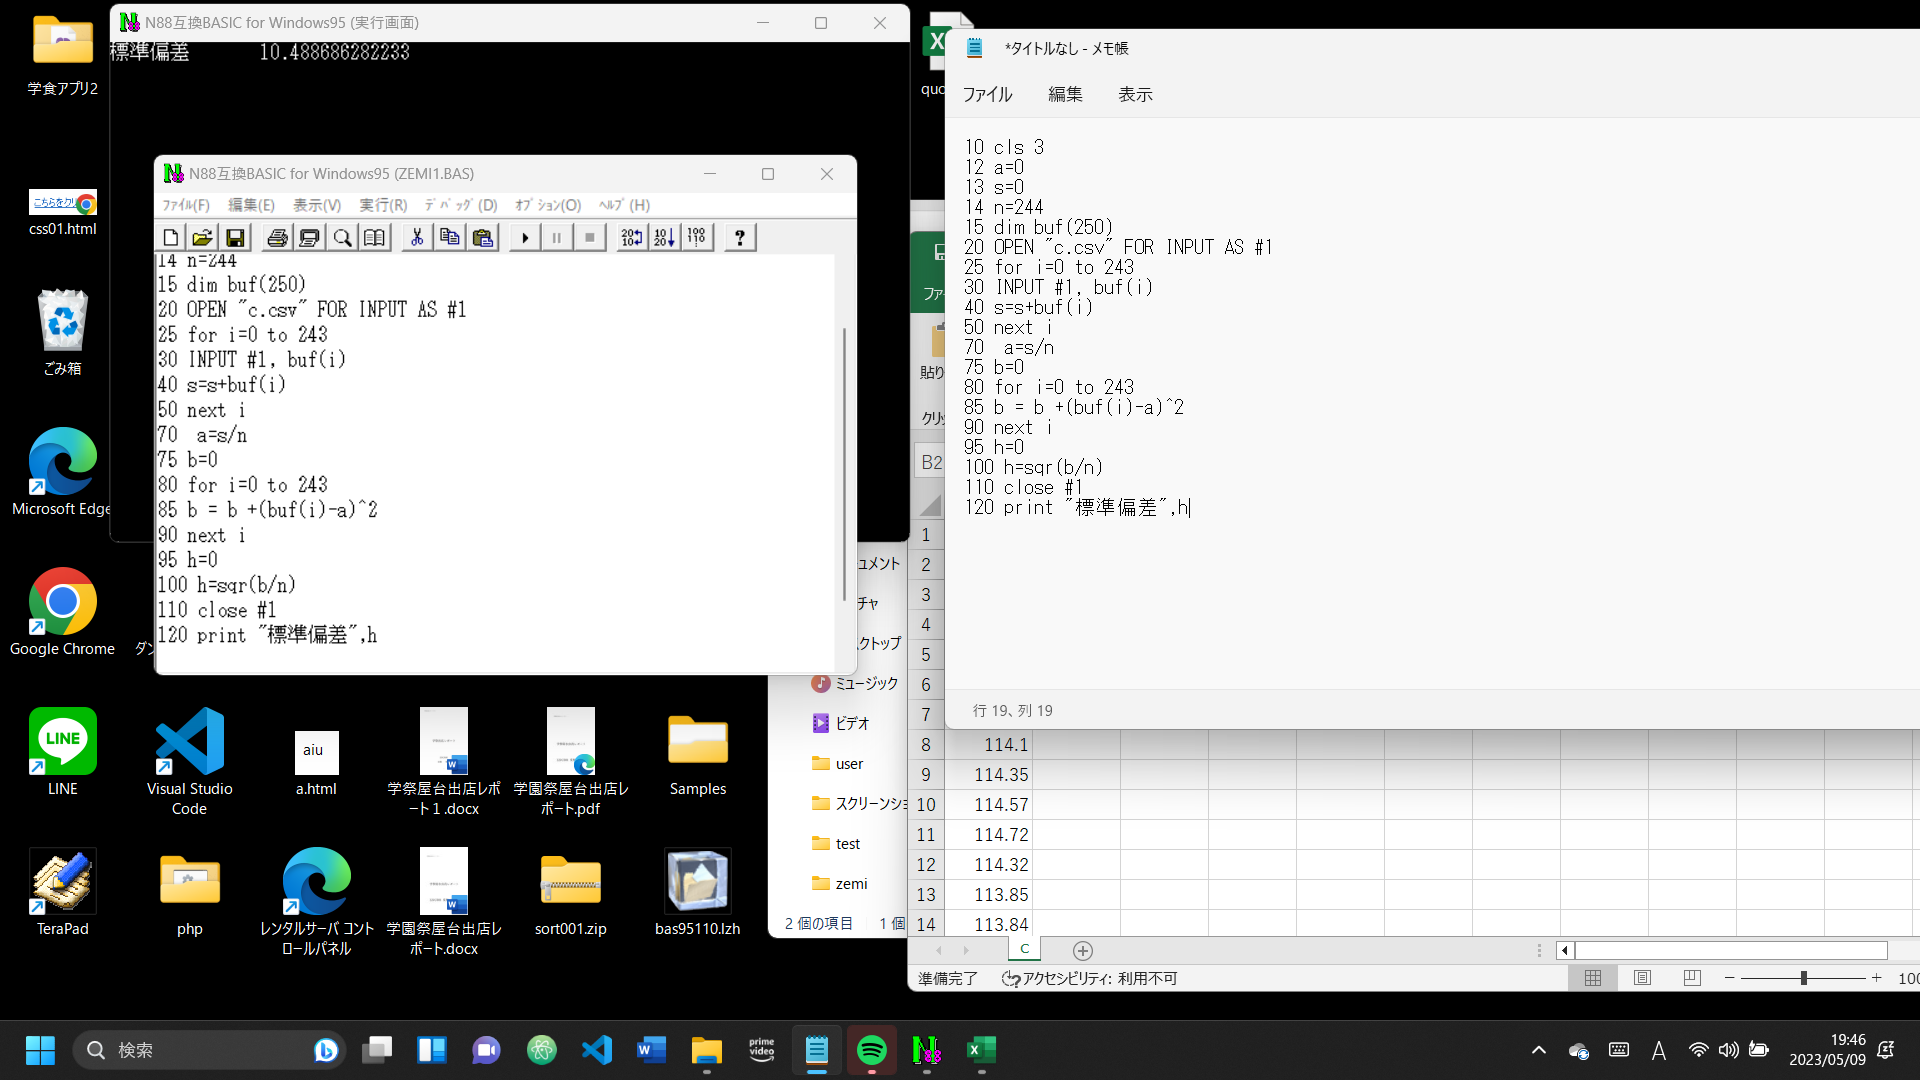 N88互換BASIC for Windows95 (実行画面)
標準偏差 10.488686282233
N88互換BASIC for Windows95 (ZEMI1.BAS)
ﾌｧｲﾙ(F) 編集(E) 表示(V) 実行(R) ﾃﾞﾊﾞｯｸﾞ(D) ｵﾌﾟｼｮﾝ(O) ﾍﾙﾌﾟ(H)
14 n=244
15 dim buf(250)
20 OPEN "c.csv" FOR INPUT AS #1
25 for i=0 to 243
30 INPUT #1, buf(i)
40 s=s+buf(i)
50 next i
70  a=s/n
75 b=0
80 for i=0 to 243
85 b = b +(buf(i)-a)^2
90 next i
95 h=0
100 h=sqr(b/n)
110 close #1
120 print "標準偏差",h
*タイトルなし - メモ帳
ファイル 編集 表示
10 cls 3
12 a=0
13 s=0
14 n=244
15 dim buf(250)
20 OPEN "c.csv" FOR INPUT AS #1
25 for i=0 to 243
30 INPUT #1, buf(i)
40 s=s+buf(i)
50 next i
70  a=s/n
75 b=0
80 for i=0 to 243
85 b = b +(buf(i)-a)^2
90 next i
95 h=0
100 h=sqr(b/n)
110 close #1
120 print "標準偏差",h
行 19、列 19
学食アプリ2
こちらをクリ
css01.html
ごみ箱
Microsoft Edge
Google Chrome
ダン
LINE
Visual Studio
Code
aiu
a.html
学祭屋台出店レポ
ート１.docx
学園祭屋台出店レ
ポート.pdf
Samples
TeraPad
php
レンタルサーバ コント
ロールパネル
学園祭屋台出店レ
ポート.docx
sort001.zip
bas95110.lzh
quo
ファ
貼り
クリッ
B2
ュメント
チャ
クトップ
ミュージック
ビデオ
user
スクリーンショ
test
zemi
2 個の項目 1 個
1
2
3
4
5
6
7
8 114.1
9 114.35
10 114.57
11 114.72
12 114.32
13 113.85
14 113.84
C
準備完了 アクセシビリティ: 利用不可
100
検索
prime
video
A
19:46
2023/05/09